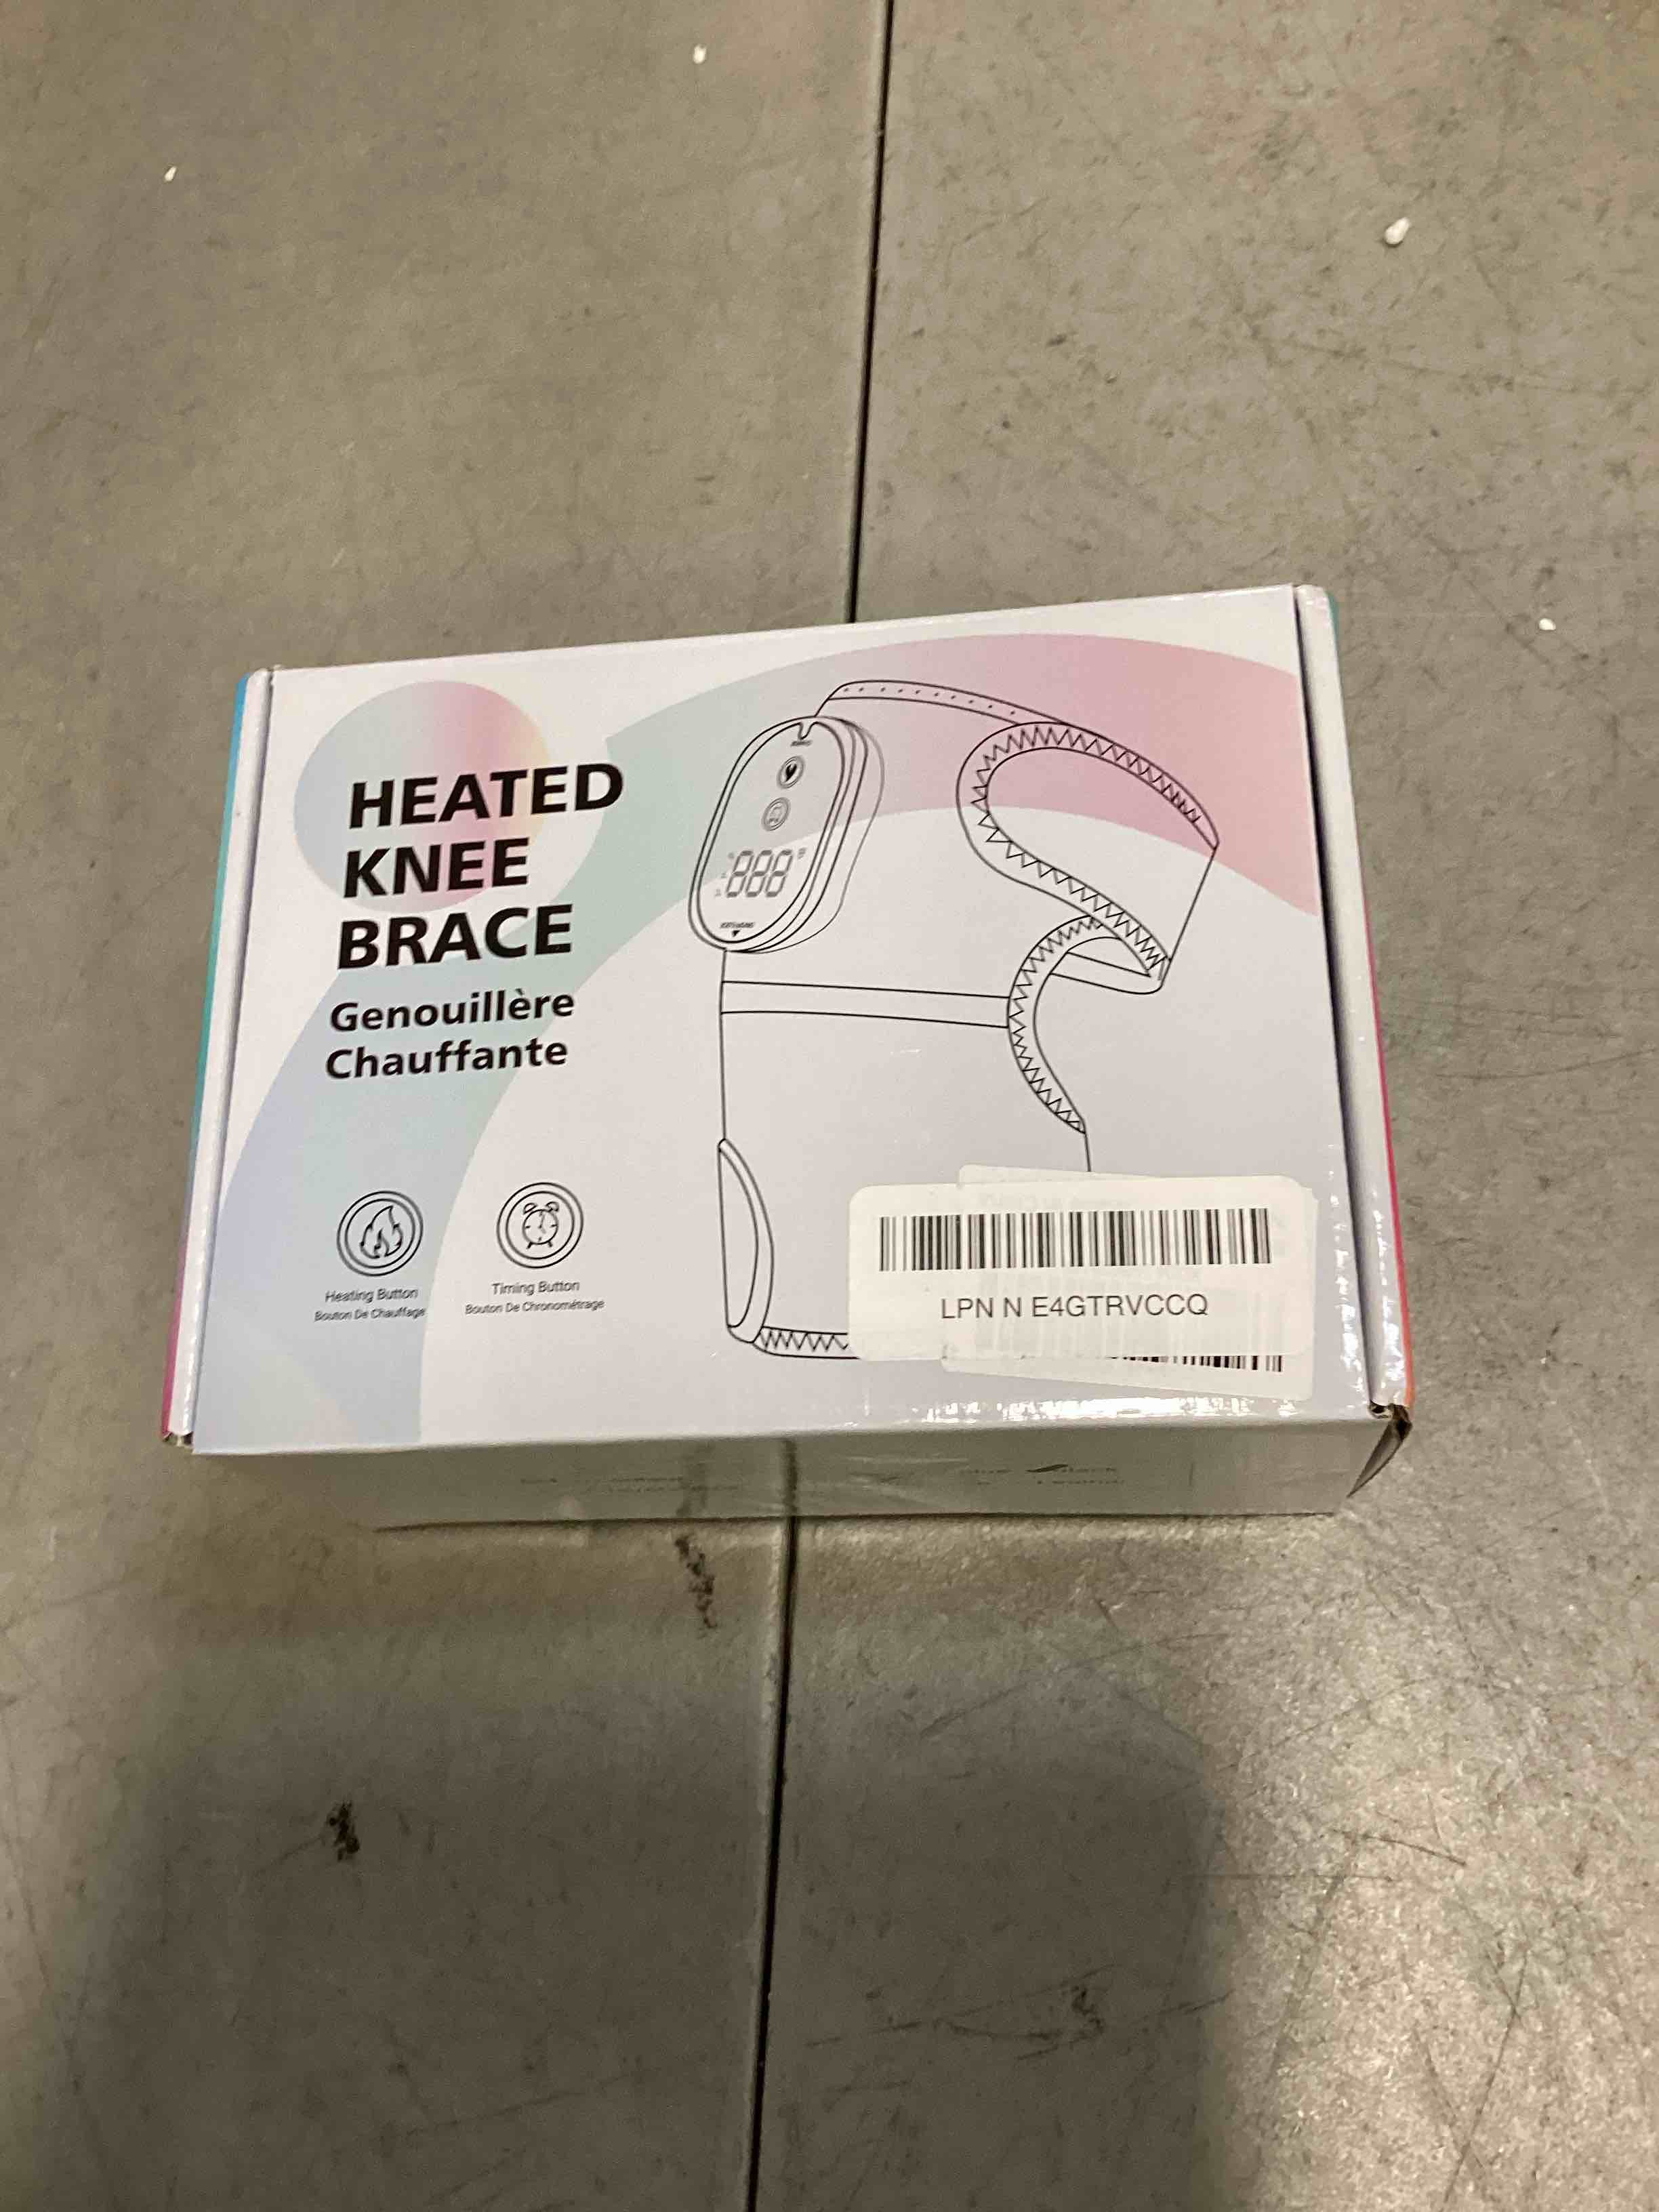 HEATED
KNEE
BRACE
Genouillère
Chauffante
888
Heating Button
Bouton De Chauffage
Timing Button
Bouton De Chronométrage
LPN N E4GTRVCCQ